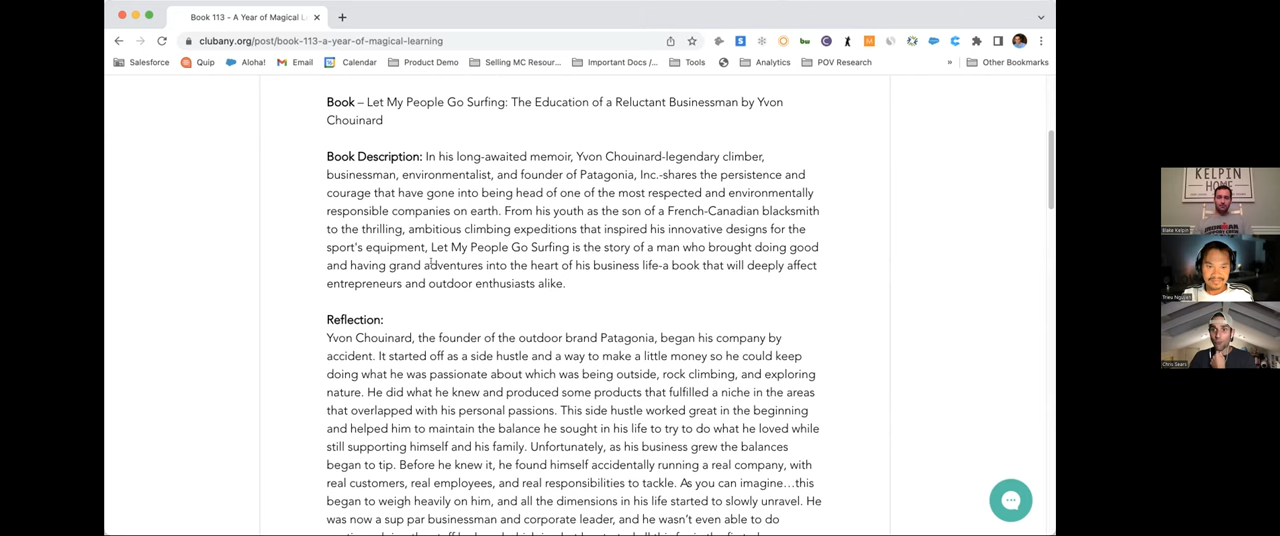 Book 113 - A Year of Magical L
clubany.org/post/book-113-a-year-of-magical-learning
Salesforce Quip Aloha! Email Calendar Product Demo Selling MC Resour... Important Docs /... Tools Analytics POV Research » Other Bookmarks
Book – Let My People Go Surfing: The Education of a Reluctant Businessman by Yvon
Chouinard
Book Description: In his long-awaited memoir, Yvon Chouinard-legendary climber,
businessman, environmentalist, and founder of Patagonia, Inc.-shares the persistence and
courage that have gone into being head of one of the most respected and environmentally
responsible companies on earth. From his youth as the son of a French-Canadian blacksmith
to the thrilling, ambitious climbing expeditions that inspired his innovative designs for the
sport's equipment, Let My People Go Surfing is the story of a man who brought doing good
and having grand adventures into the heart of his business life-a book that will deeply affect
entrepreneurs and outdoor enthusiasts alike.
Reflection:
Yvon Chouinard, the founder of the outdoor brand Patagonia, began his company by
accident. It started off as a side hustle and a way to make a little money so he could keep
doing what he was passionate about which was being outside, rock climbing, and exploring
nature. He did what he knew and produced some products that fulfilled a niche in the areas
that overlapped with his personal passions. This side hustle worked great in the beginning
and helped him to maintain the balance he sought in his life to try to do what he loved while
still supporting himself and his family. Unfortunately, as his business grew the balances
began to tip. Before he knew it, he found himself accidentally running a real company, with
real customers, real employees, and real responsibilities to tackle. As you can imagine…this
began to weigh heavily on him, and all the dimensions in his life started to slowly unravel. He
was now a sup par businessman and corporate leader, and he wasn't even able to do
KELPIN
HOME
IRONMAN
Blake Kelpin
Trieu Nguyen
Chris Sears